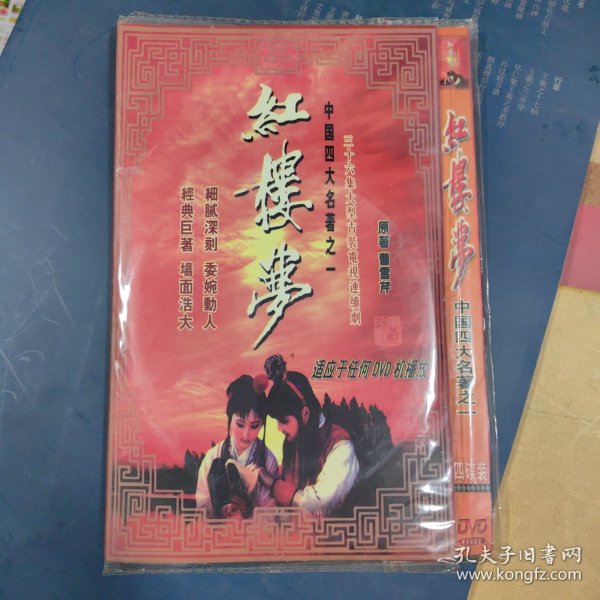 紅樓夢
中国四大名著之一
三十六集大型古裝電視連續劇
原著 曹雪芹
細膩深刻 委婉動人
經典巨著 場面浩大
珍藏
适应于任何DVD机播放
紅樓夢
中国四大名著之一
四碟装
DVD
行草
孔夫子旧书网
www.kongfz.com